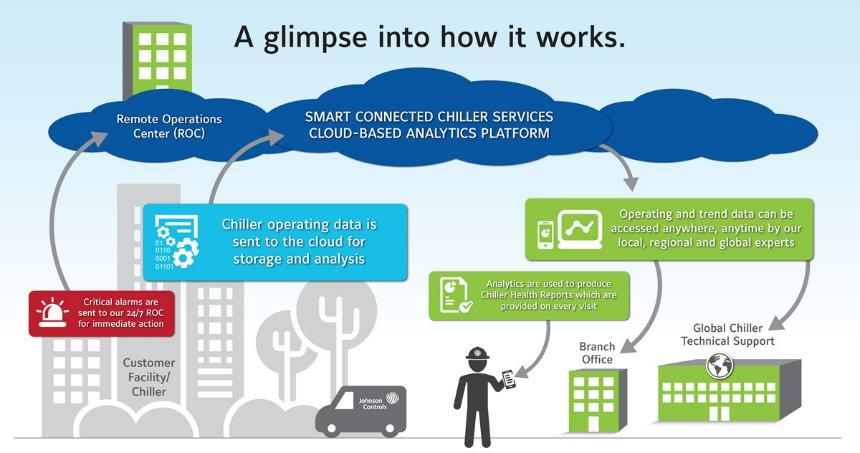 A glimpse into how it works.
Remote Operations
Center (ROC)
SMART CONNECTED CHILLER SERVICES
CLOUD-BASED ANALYTICS PLATFORM
Chiller operating data is
sent to the cloud for
storage and analysis
01
0110
0001
01101
Operating and trend data can be
accessed anywhere, anytime by our
local, regional and global experts
Critical alarms are
sent to our 24/7 ROC
for immediate action
Analytics are used to produce
Chiller Health Reports which are
provided on every visit
Customer
Facility/
Chiller
Johnson
Controls
Branch
Office
Global Chiller
Technical Support